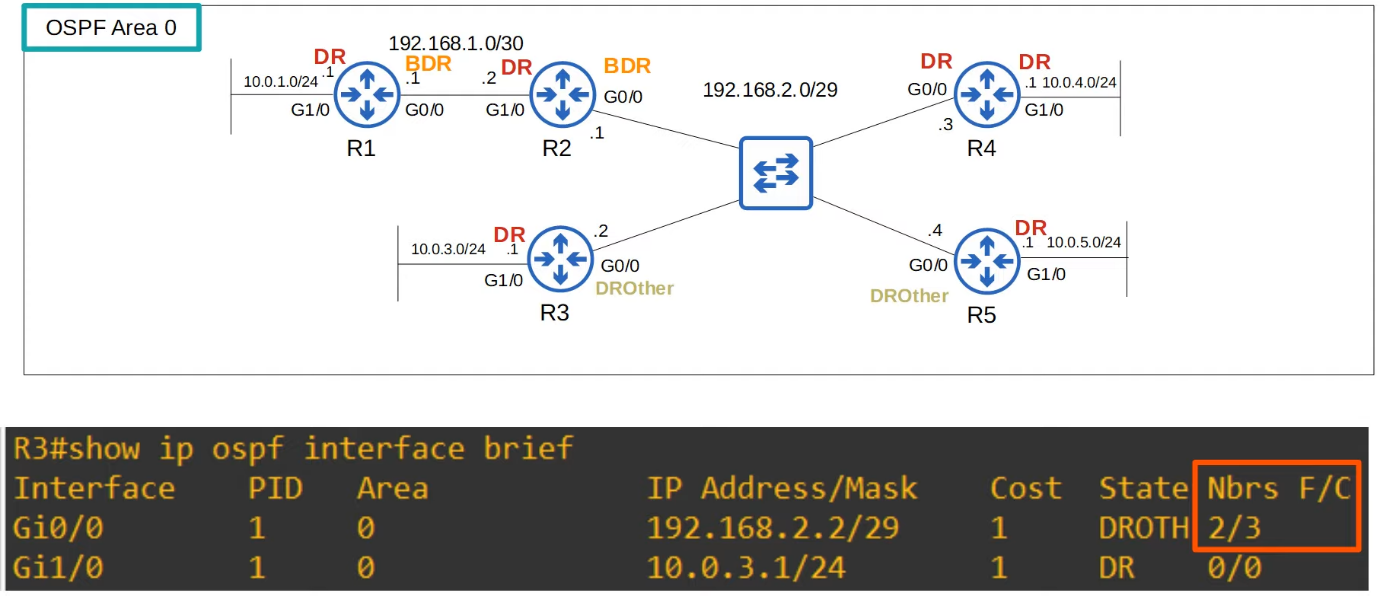 OSPF Area 0
192.168.1.0/30
DR
BDR
DR
BDR
DR
DR
10.0.1.0/24
.1
.1
.2
G0/0
192.168.2.0/29
G0/0
.1
10.0.4.0/24
G1/0
G0/0
G1/0
.1
.3
G1/0
R1
R2
R4
DR
.2
.4
DR
10.0.3.0/24
.1
.1
10.0.5.0/24
G1/0
G0/0
G0/0
G1/0
DROther
DROther
R3
R5
R3#show ip ospf interface brief
Interface PID Area IP Address/Mask Cost State Nbrs F/C
Gi0/0 1 0 192.168.2.2/29 1 DROTH 2/3
Gi1/0 1 0 10.0.3.1/24 1 DR 0/0